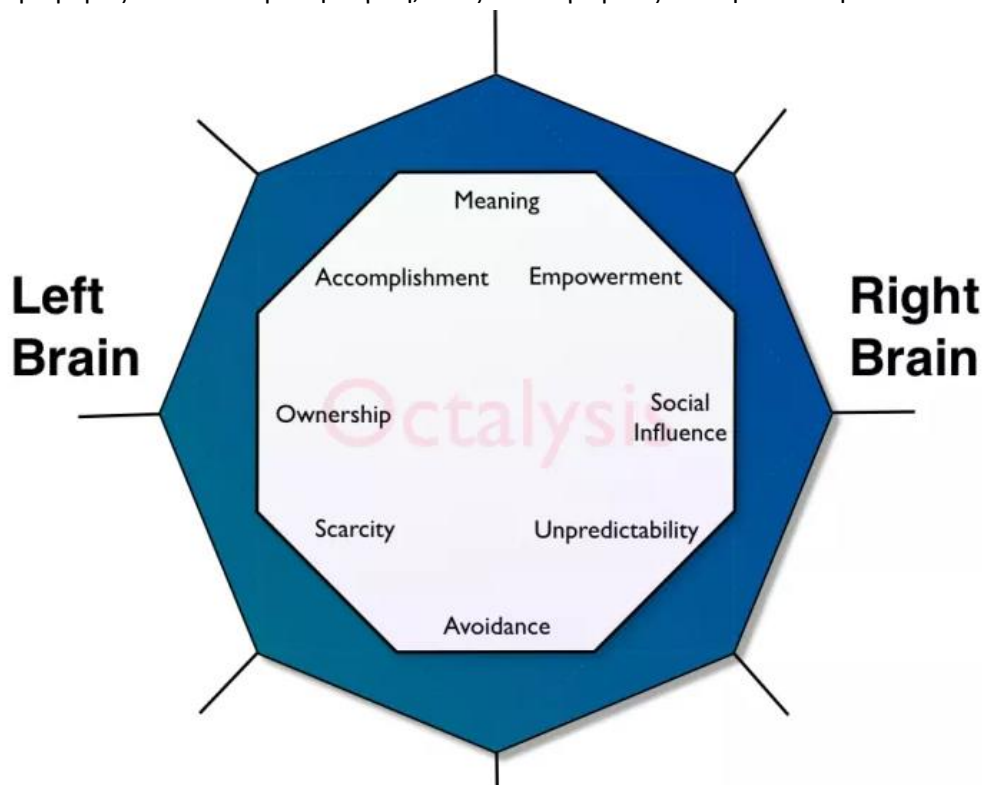 Meaning
Accomplishment Empowerment
Left
Brain
Right
Brain
Ownership
Octalysis
Social
Influence
Scarcity
Unpredictability
Avoidance